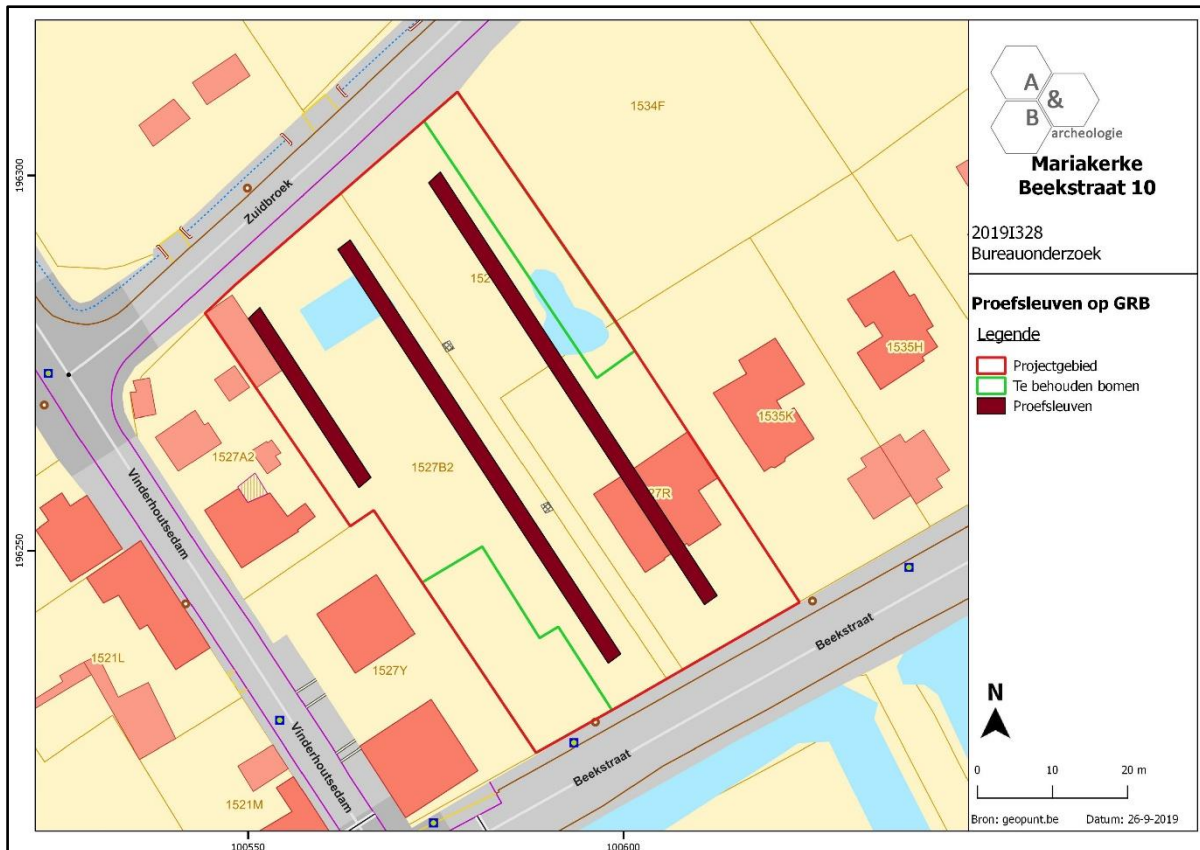 1534F
Zuidbroek
196300
152
1535H
1535K
1527A2
1527B2
27R
Vinderhoutsedam
196250
Beekstraat
1521L
1527Y
Vinderhoutsedam
Beekstraat
1521M
100550
100600
A
&
B
archeologie
Mariakerke
Beekstraat 10
2019I328
Bureauonderzoek
Proefsleuven op GRB
Legende
Projectgebied
Te behouden bomen
Proefsleuven
N
0 10 20 m
Bron: geopunt.be Datum: 26-9-2019